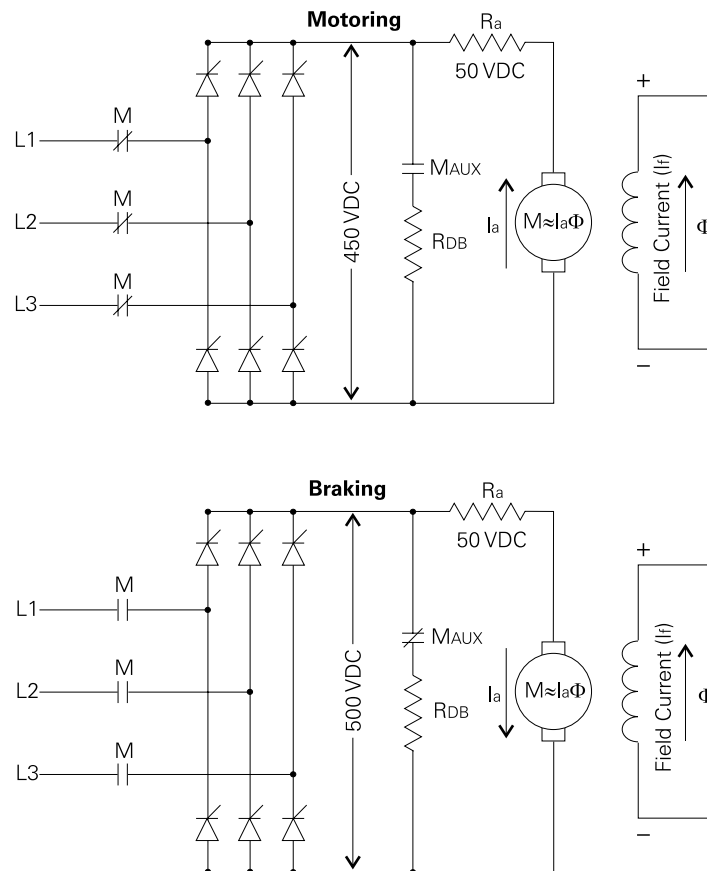 Motoring
Ra
50 VDC
M
L1
M
L2
M
L3
450 VDC
MAUX
RDB
Ia
M≈IaΦ
+
Field Current (If)
Φ
−
Braking
Ra
50 VDC
M
L1
M
L2
M
L3
500 VDC
MAUX
RDB
Ia
M≈IaΦ
+
Field Current (If)
Φ
−